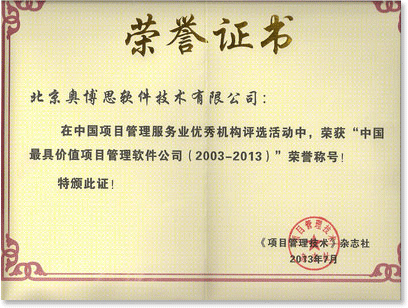 荣誉证书
北京奥博思软件技术有限公司：
在中国项目管理服务业优秀机构评选活动中，荣获“中国
最具价值项目管理软件公司（2003-2013）”荣誉称号！
特颁此证！
《项目管理技术》杂志社
2013年7月